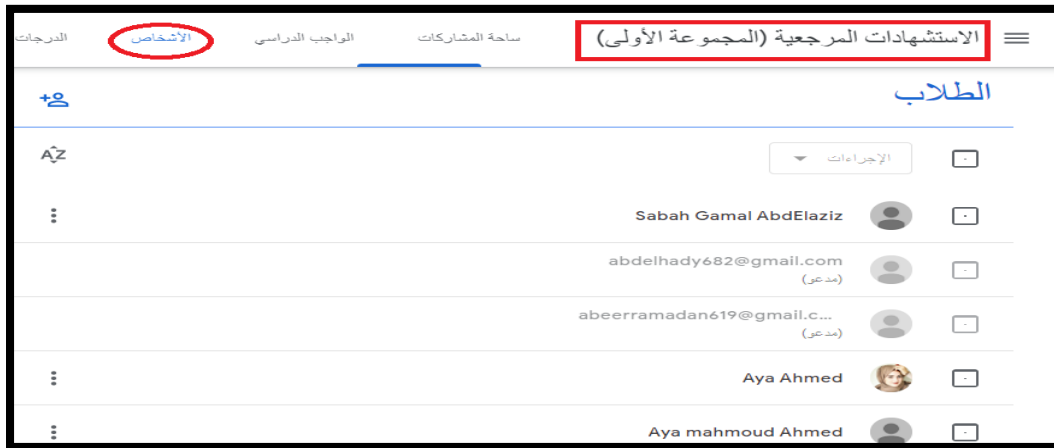 الاستشهادات المرجعية (المجموعة الأولى) ساحة المشاركات الواجب الدراسي الأشخاص الدرجات
الطلاب
الإجراءات
AZ
Sabah Gamal AbdElaziz
abdelhady682@gmail.com
(مدعو)
abeerramadan619@gmail.c...
(مدعو)
Aya Ahmed
Aya mahmoud Ahmed